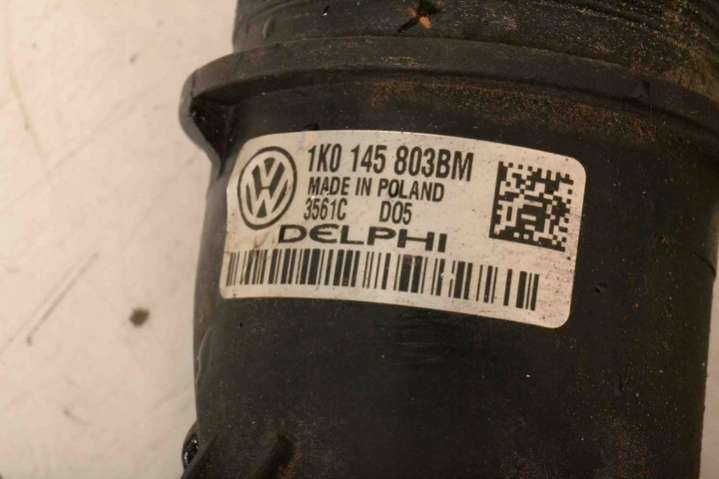 1K0 145 803BM
MADE IN POLAND
3561C D05
DELPHI